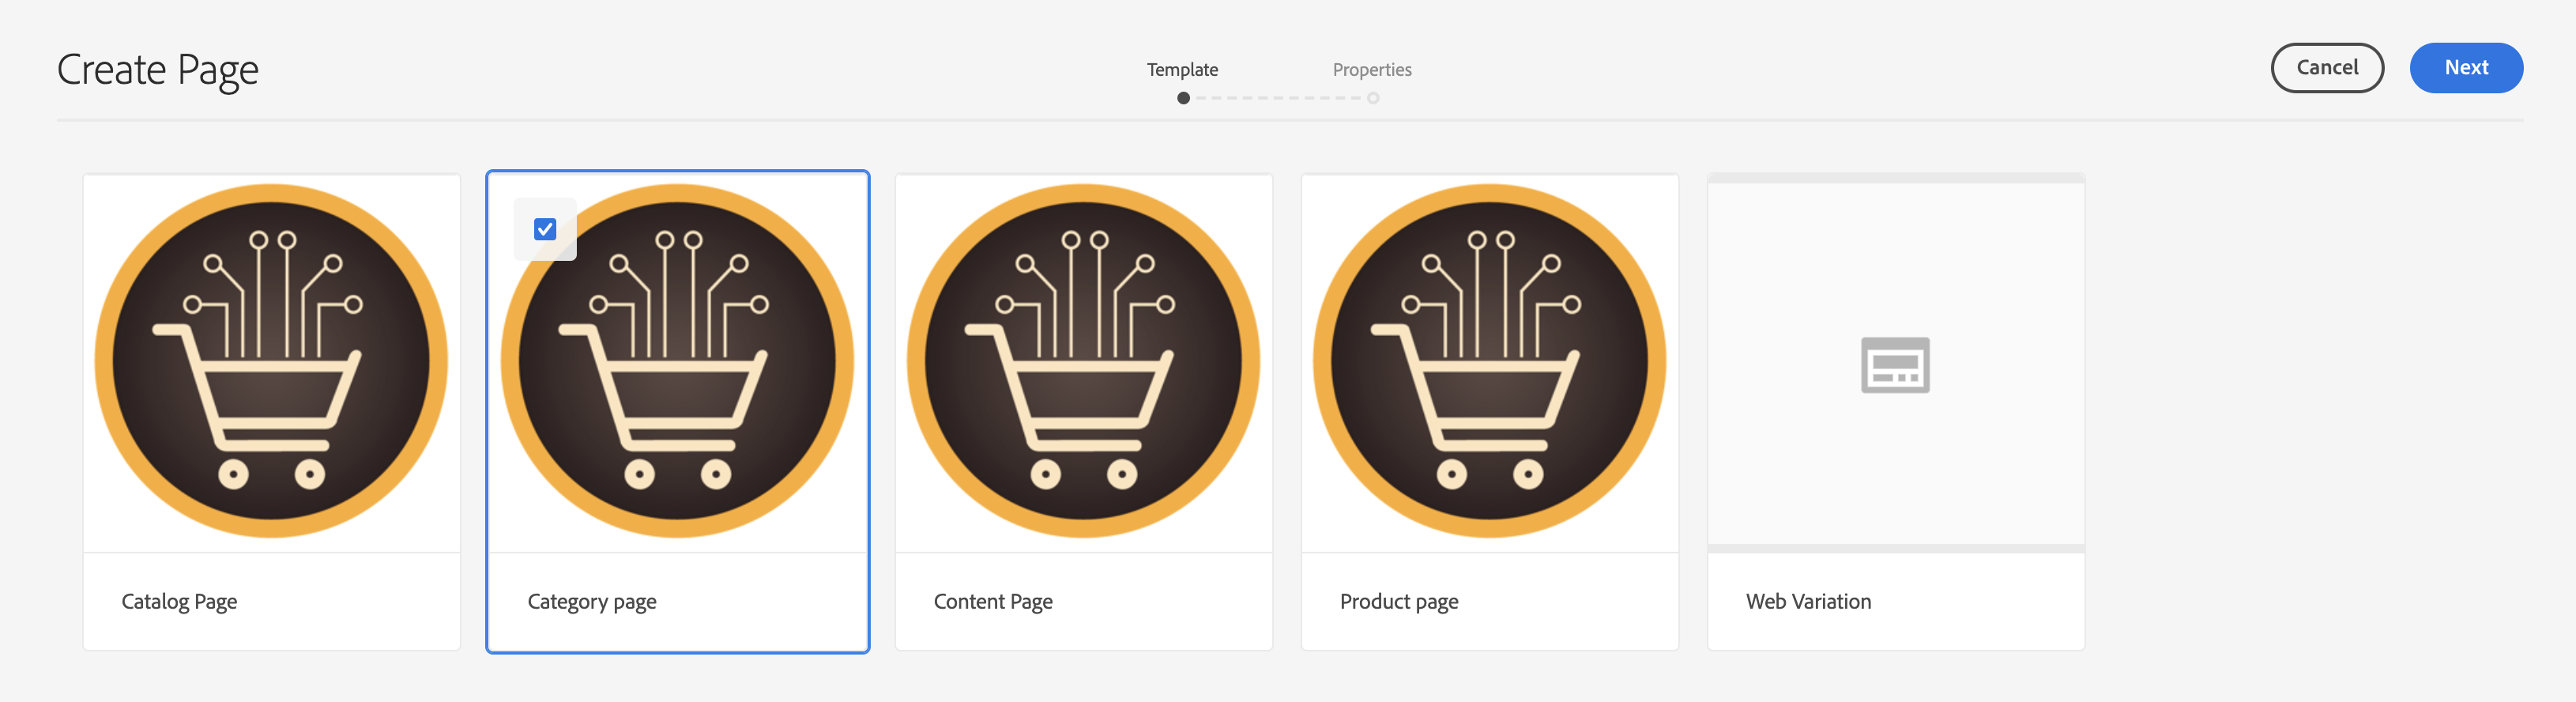 Create Page
Template
Properties
Cancel
Next
Catalog Page
Category page
Content Page
Product page
Web Variation